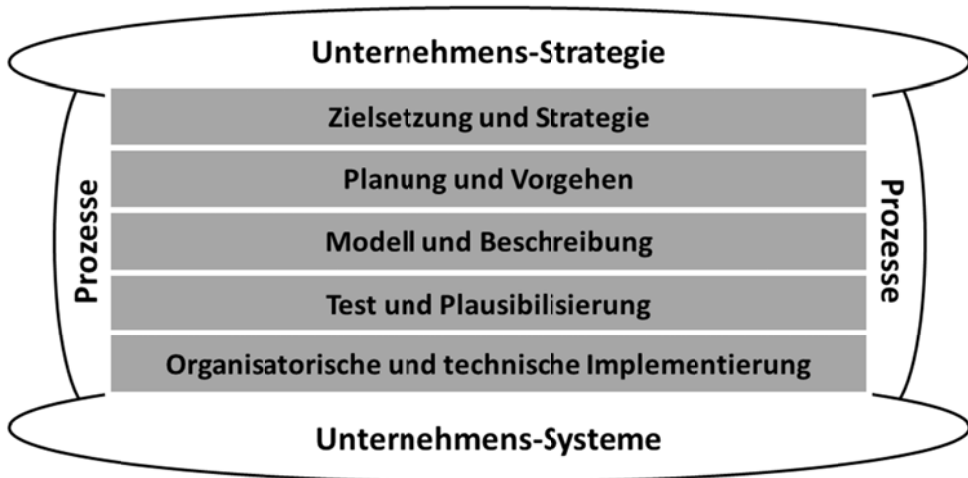 Unternehmens-Strategie
Zielsetzung und Strategie
Planung und Vorgehen
Prozesse
Modell und Beschreibung
Prozesse
Test und Plausibilisierung
Organisatorische und technische Implementierung
Unternehmens-Systeme